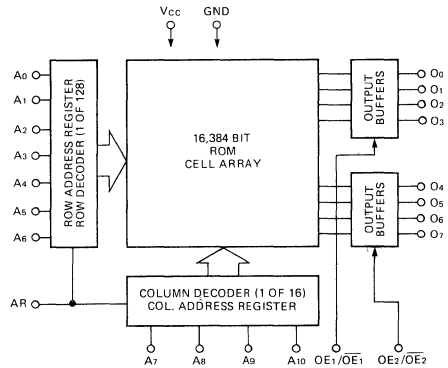 VCC GND
A0
A1
A2
A3
A4
A5
A6
ROW ADDRESS REGISTER
ROW DECODER (1 OF 128)
16,384 BIT
ROM
CELL ARRAY
OUTPUT
BUFFERS
O0
O1
O2
O3
OUTPUT
BUFFERS
O4
O5
O6
O7
AR
COLUMN DECODER (1 OF 16)
COL. ADDRESS REGISTER
A7 A8 A9 A10 OE1/O̅E̅1̅ OE2/O̅E̅2̅